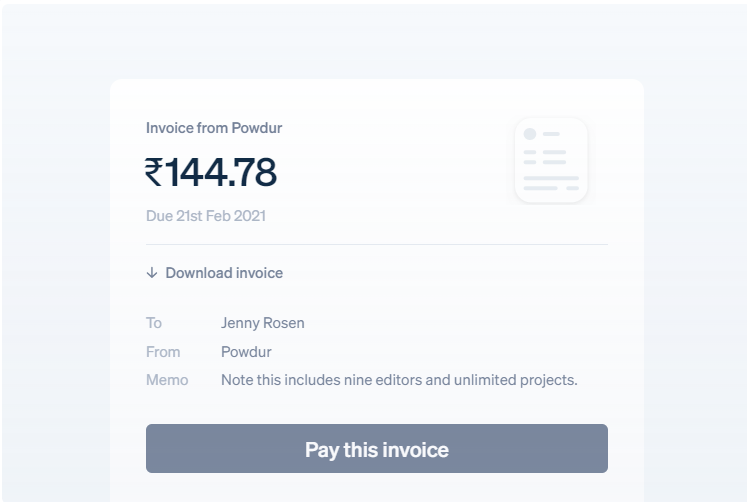 Invoice from Powdur
₹144.78
Due 21st Feb 2021
↓ Download invoice
To Jenny Rosen
From Powdur
Memo Note this includes nine editors and unlimited projects.
Pay this invoice